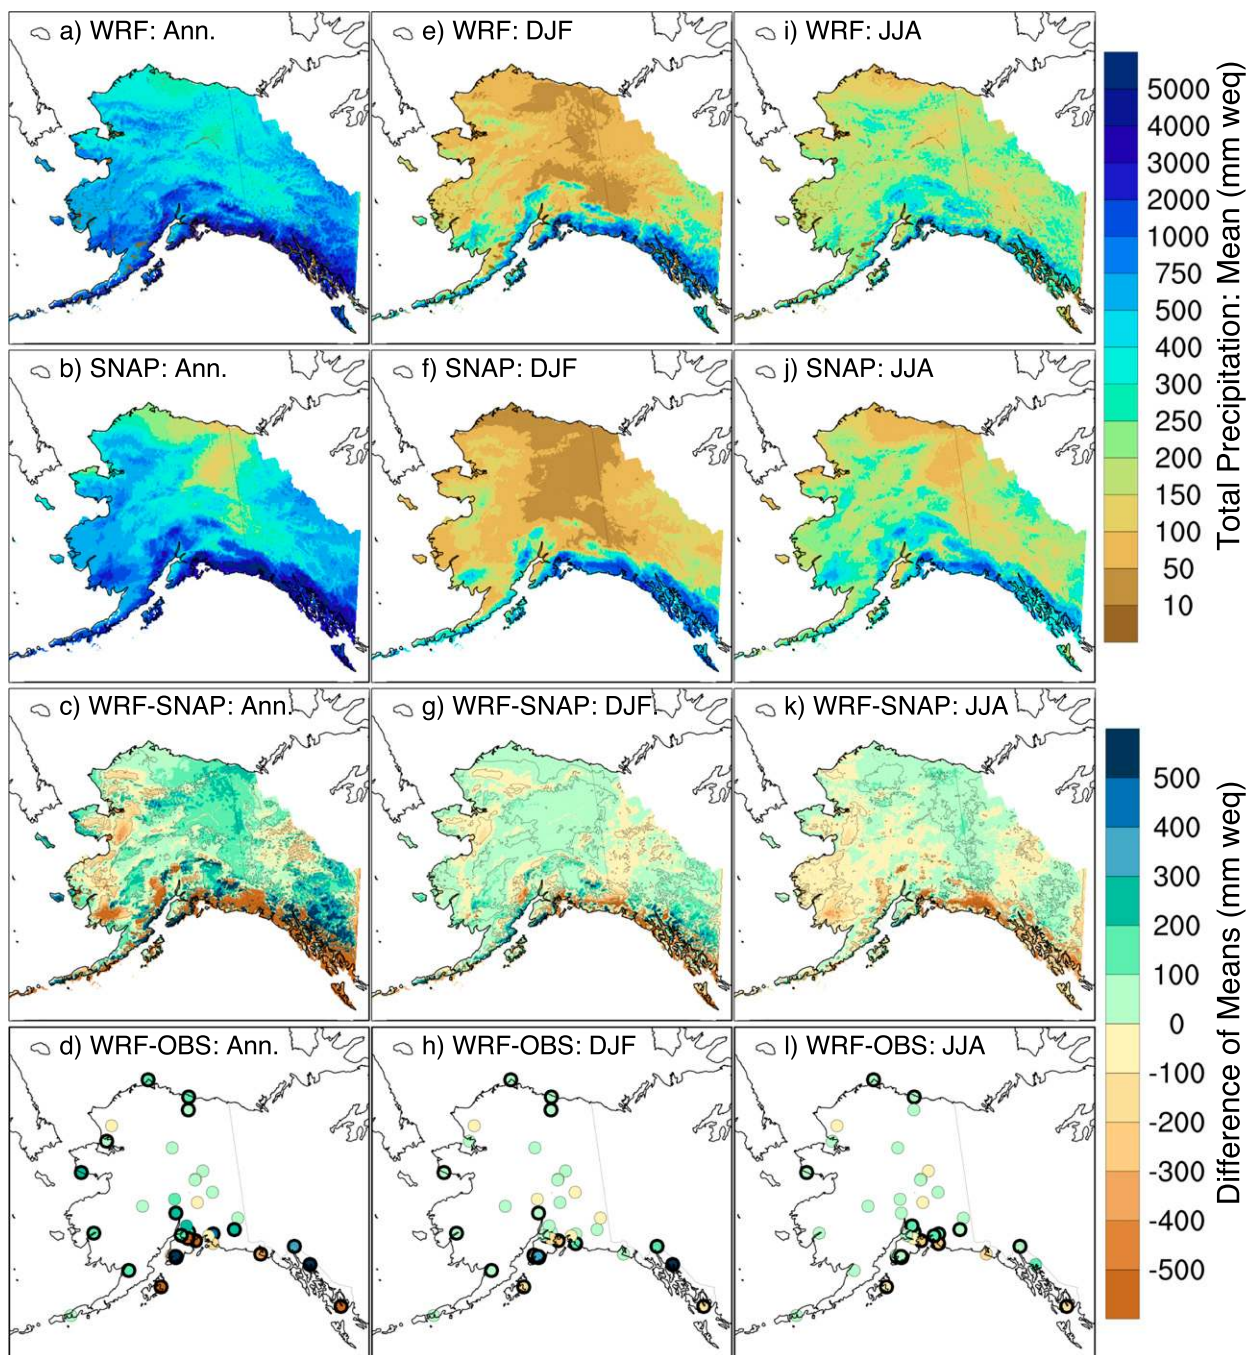 a) WRF: Ann.
e) WRF: DJF
i) WRF: JJA
b) SNAP: Ann.
f) SNAP: DJF
j) SNAP: JJA
c) WRF-SNAP: Ann.
g) WRF-SNAP: DJF
k) WRF-SNAP: JJA
d) WRF-OBS: Ann.
h) WRF-OBS: DJF
l) WRF-OBS: JJA
5000
4000
3000
2000
1000
750
500
400
300
250
200
150
100
50
10
Total Precipitation: Mean (mm weq)
500
400
300
200
100
0
-100
-200
-300
-400
-500
Difference of Means (mm weq)